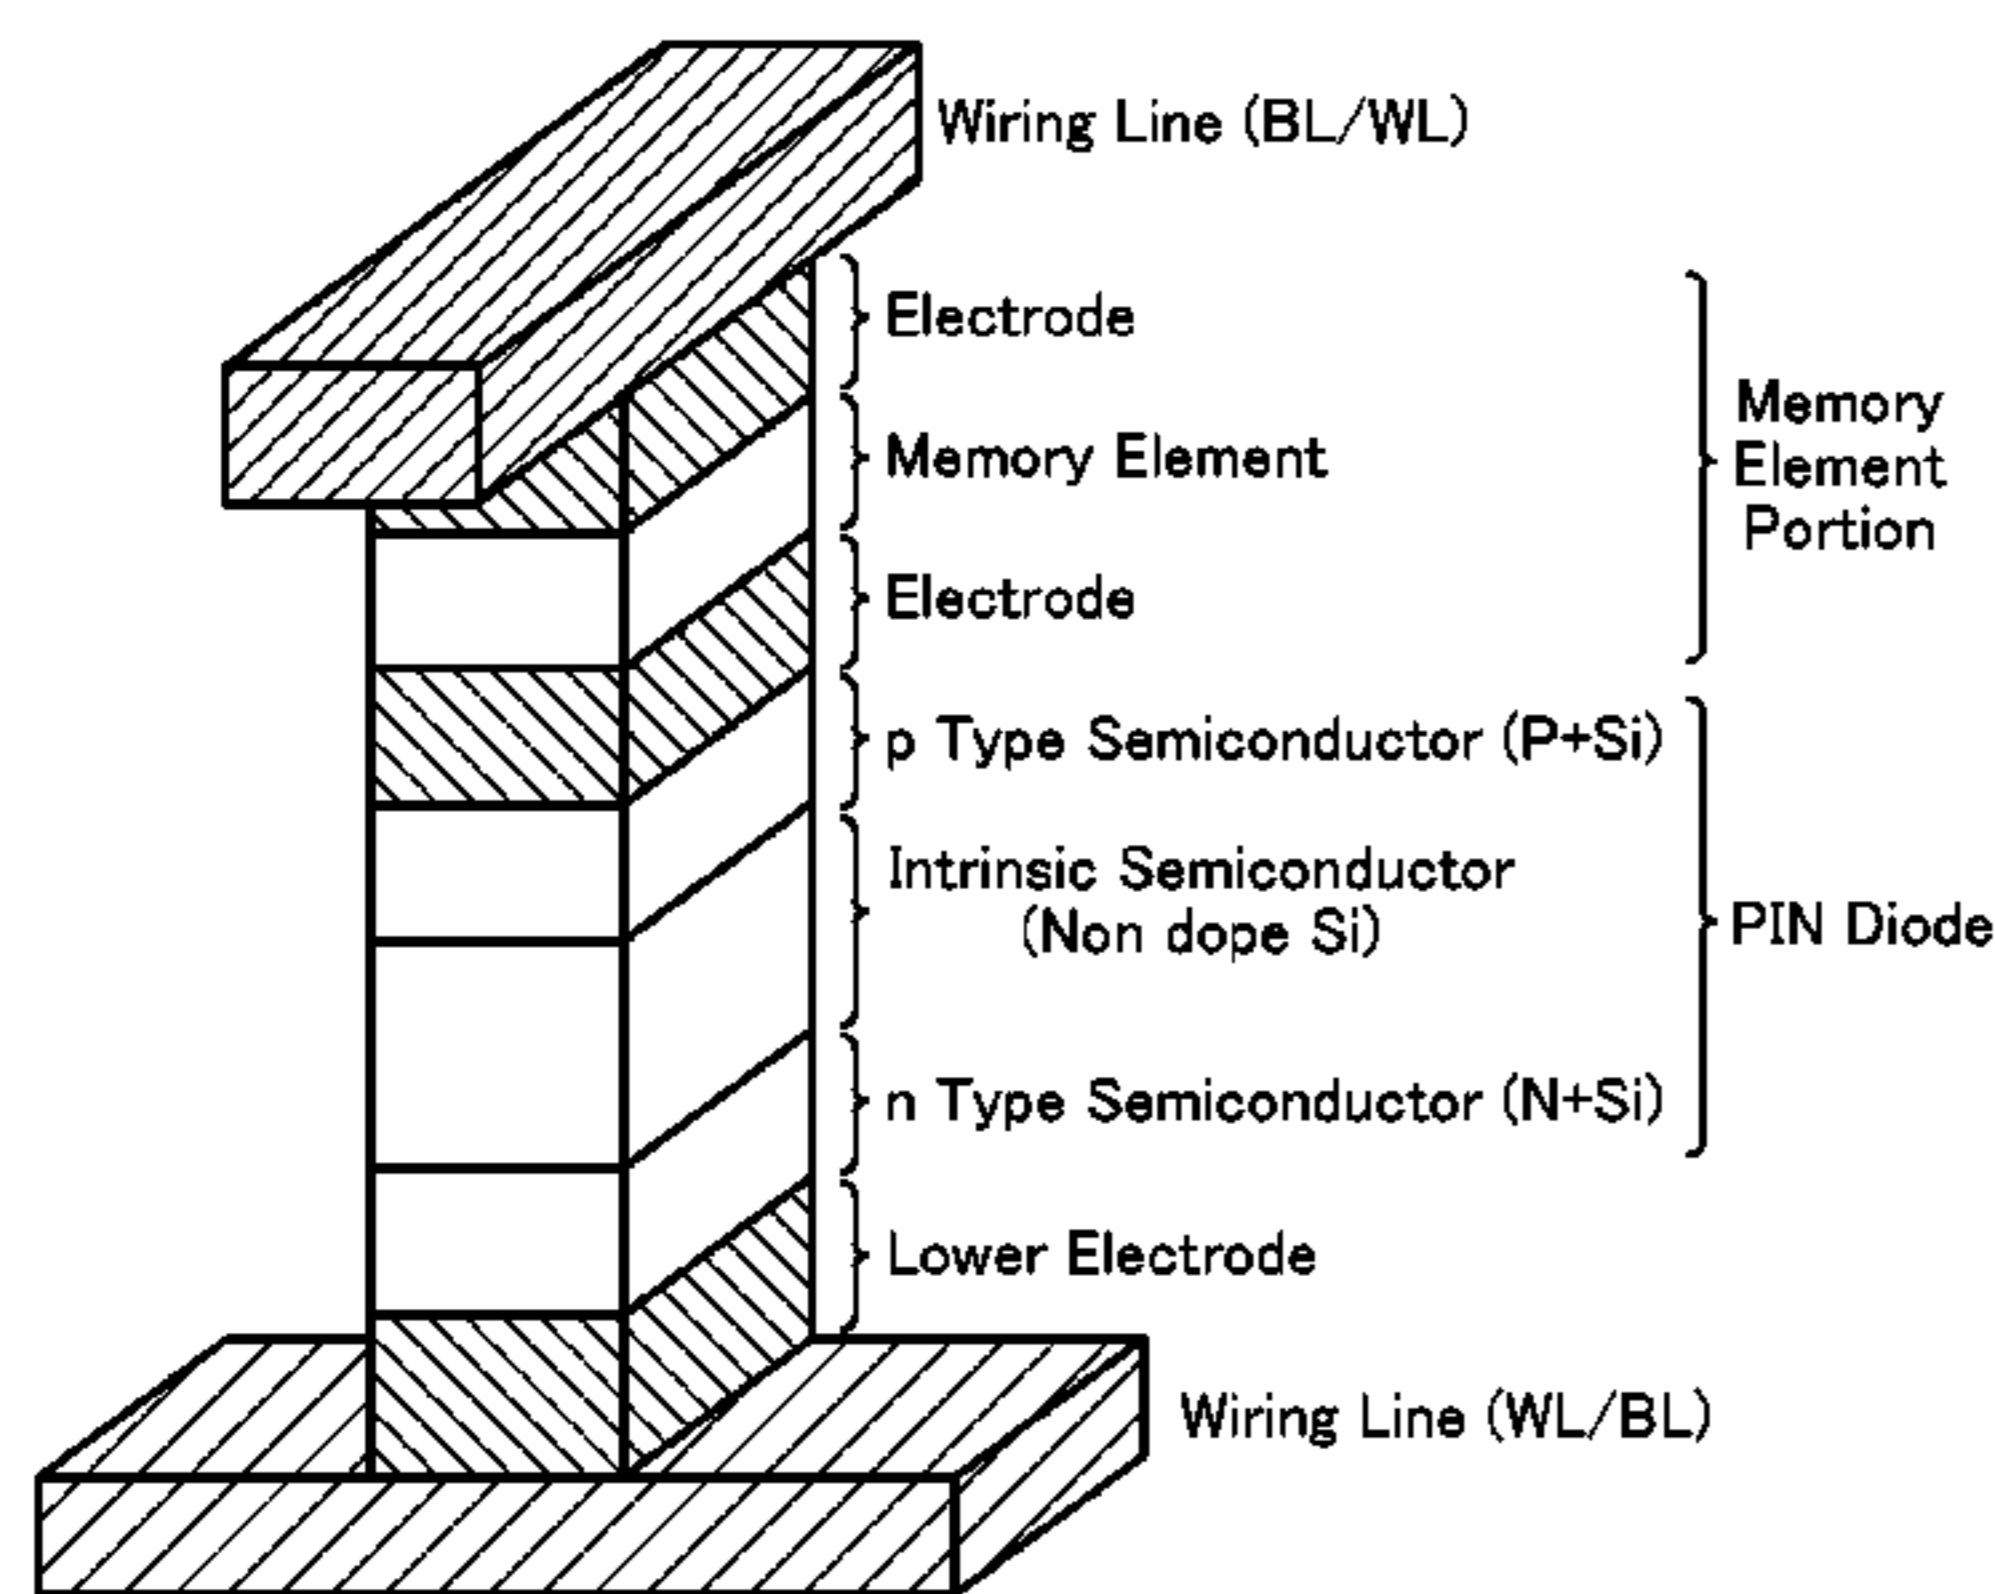 Wiring Line (BL/WL)
Electrode
Memory Element
Electrode
Memory
Element
Portion
p Type Semiconductor (P+Si)
Intrinsic Semiconductor
(Non dope Si)
n Type Semiconductor (N+Si)
PIN Diode
Lower Electrode
Wiring Line (WL/BL)